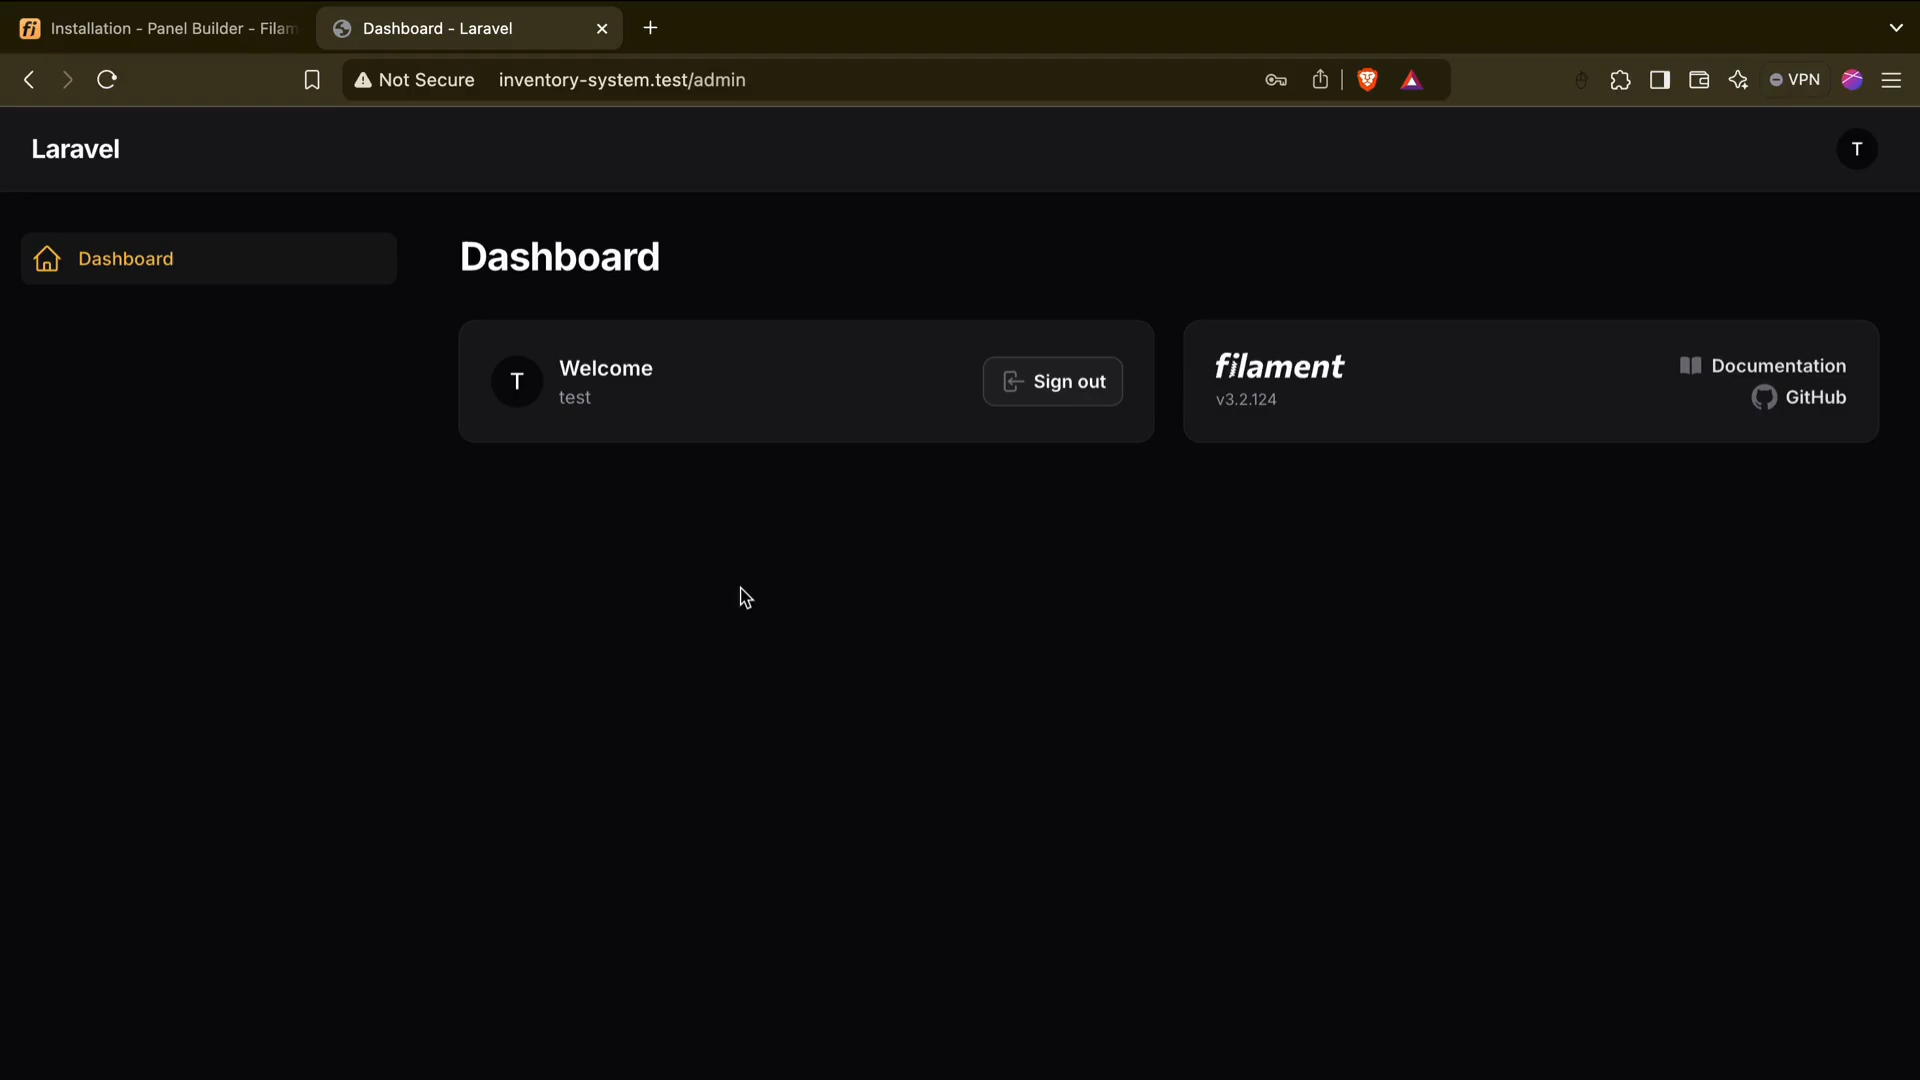 Installation - Panel Builder - Filam
Dashboard - Laravel
Not Secure inventory-system.test/admin
VPN
Laravel
T
Dashboard
Dashboard
T
Welcome
test
Sign out
filament
v3.2.124
Documentation
GitHub